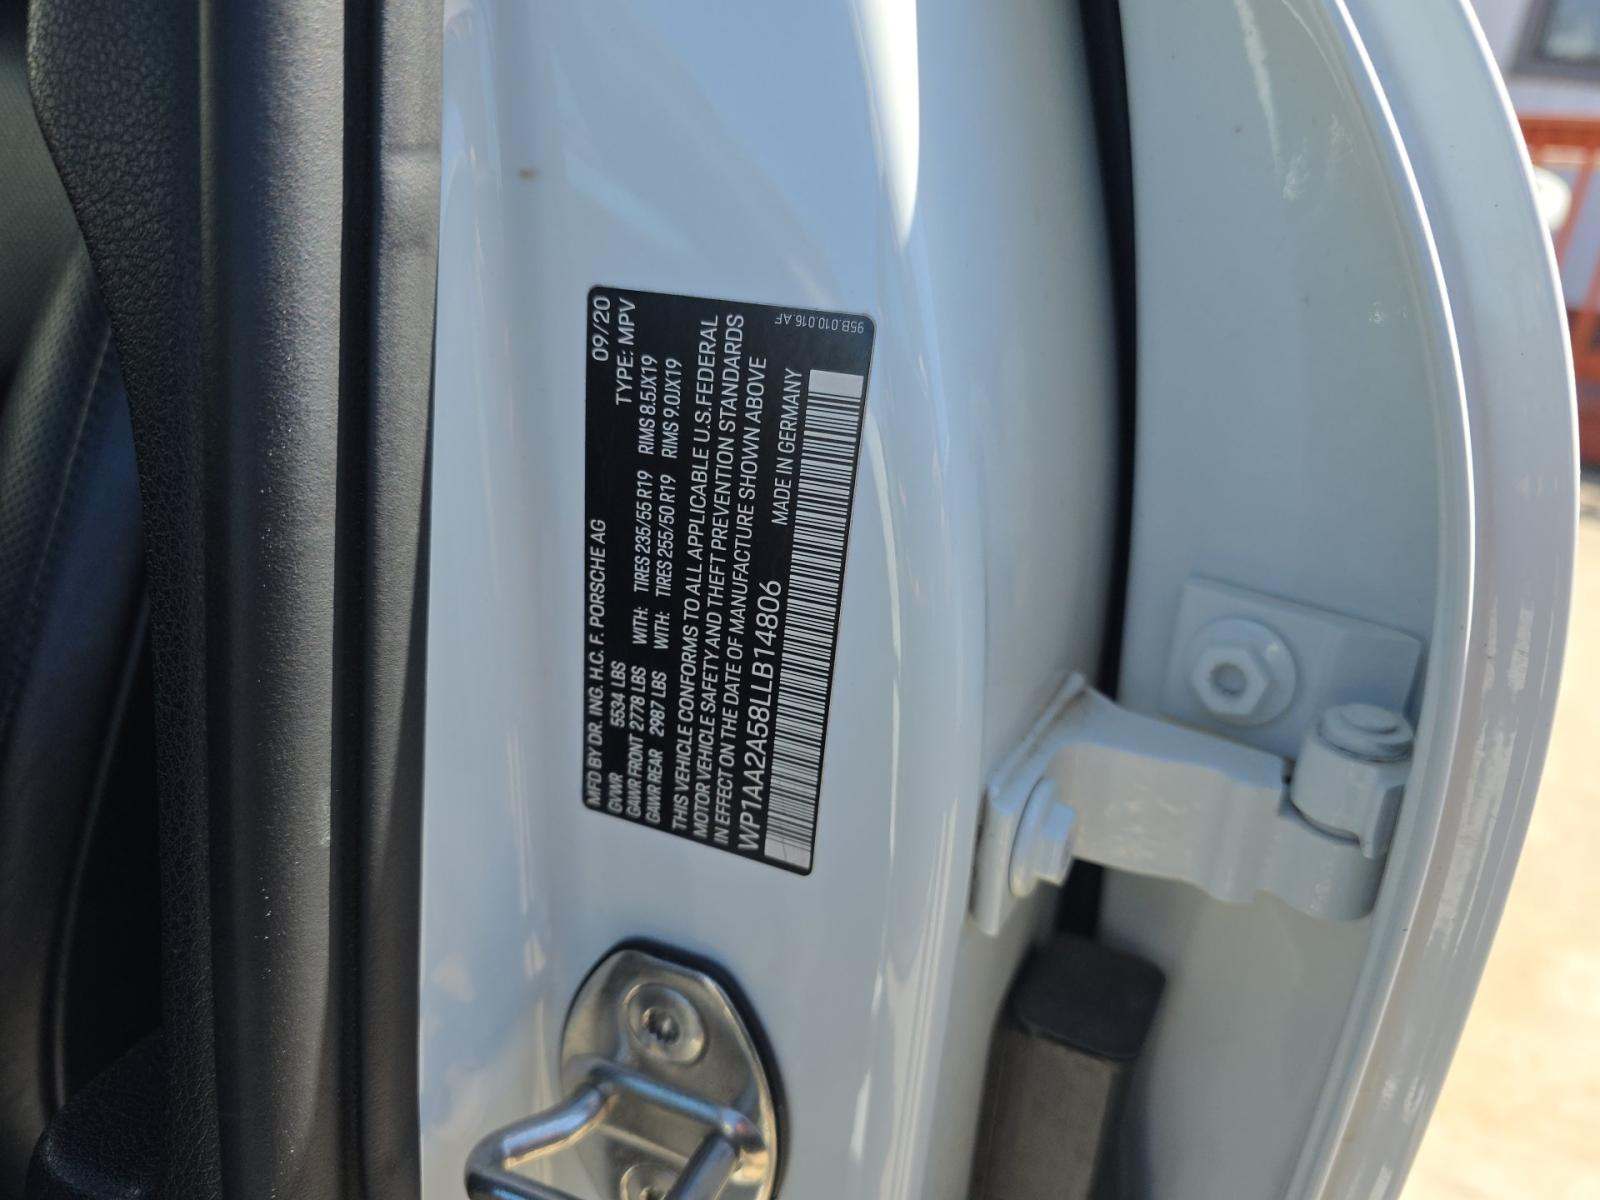 MFD BY DR. ING. H.C. F. PORSCHE AG 09/20
GVWR 5534 LBS TYPE: MPV
GAWR FRONT 2778 LBS WITH: TIRES 235/55 R19 RIMS 8.5JX19
GAWR REAR 2987 LBS WITH: TIRES 255/50 R19 RIMS 9.0JX19
THIS VEHICLE CONFORMS TO ALL APPLICABLE U.S.FEDERAL
MOTOR VEHICLE SAFETY AND THEFT PREVENTION STANDARDS
IN EFFECT ON THE DATE OF MANUFACTURE SHOWN ABOVE
WP1AA2A58LLB14806 MADE IN GERMANY
95B.010.016.AF